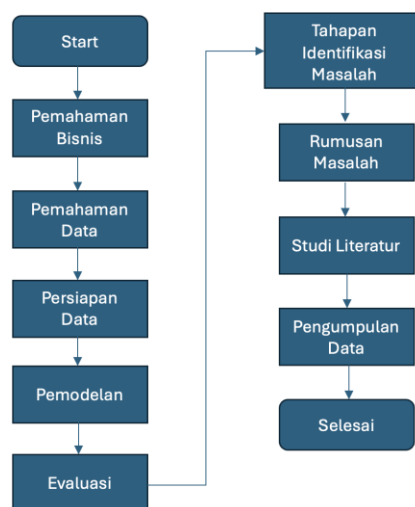 Start
Pemahaman
Bisnis
Pemahaman
Data
Persiapan
Data
Pemodelan
Evaluasi
Tahapan
Identifikasi
Masalah
Rumusan
Masalah
Studi Literatur
Pengumpulan
Data
Selesai